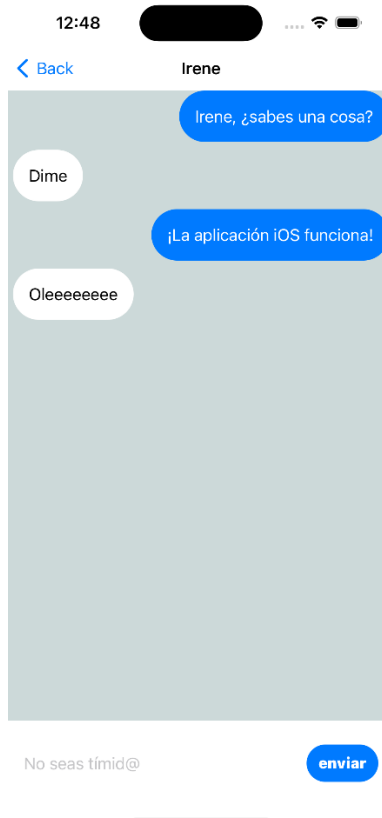 12:48
Back
Irene
Irene, ¿sabes una cosa?
Dime
¡La aplicación iOS funciona!
Oleeeeeeee
No seas tímid@
enviar